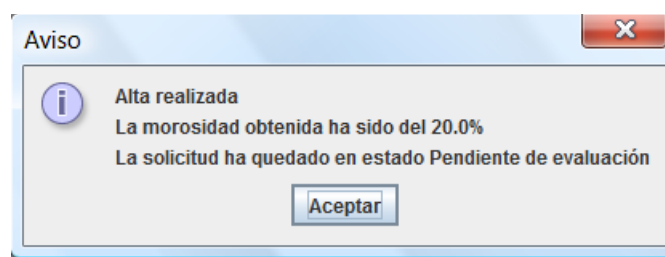 Aviso
Alta realizada
La morosidad obtenida ha sido del 20.0%
La solicitud ha quedado en estado Pendiente de evaluación
Aceptar